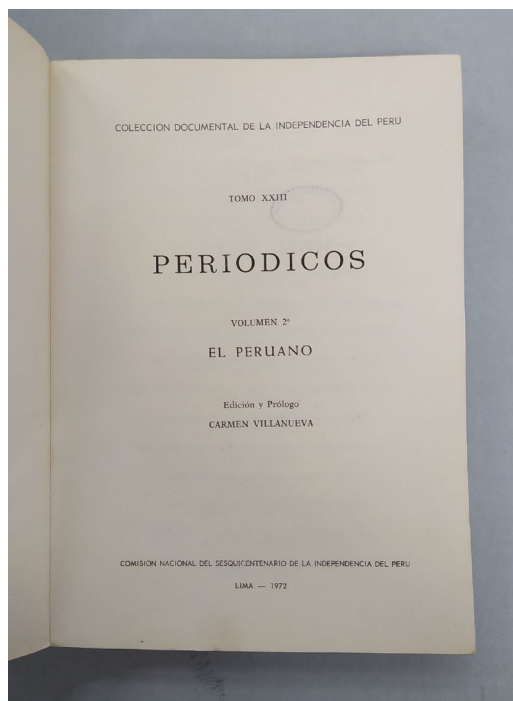 COLECCION DOCUMENTAL DE LA INDEPENDENCIA DEL PERU
TOMO XXIII
PERIODICOS
VOLUMEN 2º
EL PERUANO
Edición y Prólogo
CARMEN VILLANUEVA
COMISION NACIONAL DEL SESQUICENTENARIO DE LA INDEPENDENCIA DEL PERU
LIMA — 1972